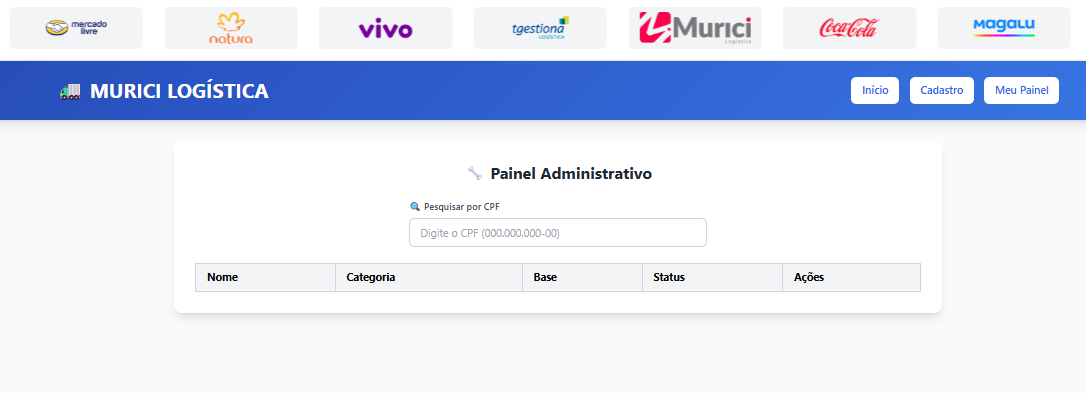 mercado
livre
natura
vivo
tgestiona
LOGÍSTICA
Murici
Logística
Coca-Cola
MAGALU
MURICI LOGÍSTICA
Início
Cadastro
Meu Painel
Painel Administrativo
Pesquisar por CPF
Digite o CPF (000.000.000-00)
Nome Categoria Base Status Ações